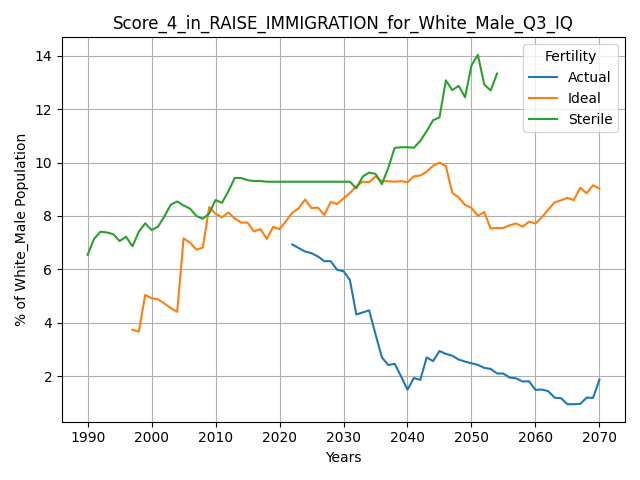 Score_4_in_RAISE_IMMIGRATION_for_White_Male_Q3_IQ
% of White_Male Population
14
12
10
8
6
4
2
Fertility
Actual
Ideal
Sterile
1990 2000 2010 2020 2030 2040 2050 2060 2070
Years